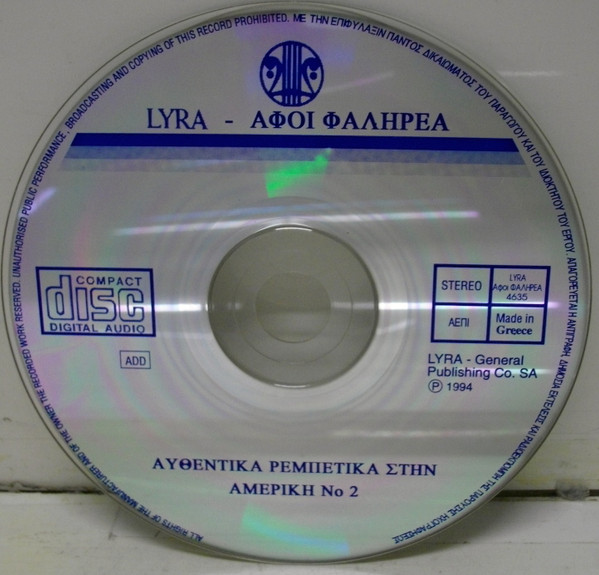 ALL RIGHTS OF THE MANUFACTURER AND OF THE OWNER OF THE RECORDED WORK RESERVED. UNAUTHORISED PUBLIC PERFORMANCE, BROADCASTING AND COPYING OF THIS RECORD PROHIBITED. ΜΕ ΤΗΝ ΕΠΙΦΥΛΑΞΙΝ ΠΑΝΤΟΣ ΔΙΚΑΙΩΜΑΤΟΣ ΤΟΥ ΠΑΡΑΓΩΓΟΥ ΚΑΙ ΤΟΥ ΙΔΙΟΚΤΗΤΟΥ ΤΟΥ ΕΡΓΟΥ. ΑΠΑΓΟΡΕΥΕΤΑΙ Η ΑΝΤΙΓΡΑΦΗ, ΔΗΜΟΣΙΑ ΕΚΤΕΛΕΣΙΣ ΚΑΙ ΡΑΔΙΟΕΚΠΟΜΠΗ ΤΗΣ ΠΑΡΟΥΣΗΣ ΗΧΟΓΡΑΦΗΣΕΩΣ
LYRA - ΑΦΟΙ ΦΑΛΗΡΕΑ
COMPACT
disc
DIGITAL AUDIO
ADD
STEREO
LYRA
Αφοι ΦΑΛΗΡΕΑ
4635
ΑΕΠΙ
Made in
Greece
LYRA - General
Publishing Co. SA
℗ 1994
ΑΥΘΕΝΤΙΚΑ ΡΕΜΠΕΤΙΚΑ ΣΤΗΝ
ΑΜΕΡΙΚΗ Νο 2